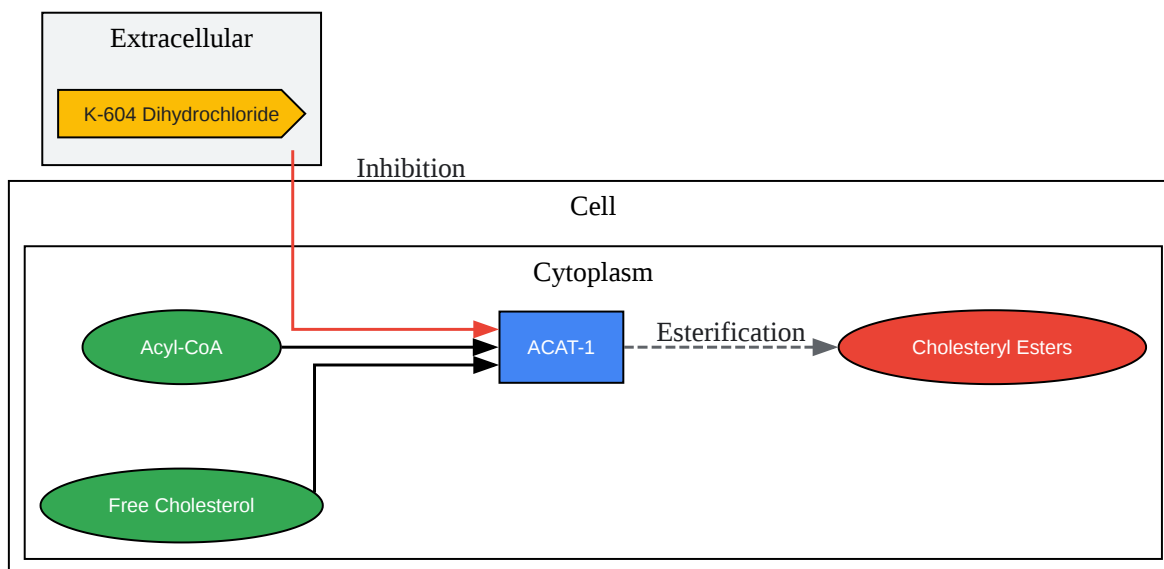 Extracellular
K-604 Dihydrochloride
Inhibition
Cell
Cytoplasm
Acyl-CoA
ACAT-1
Esterification
Cholesteryl Esters
Free Cholesterol